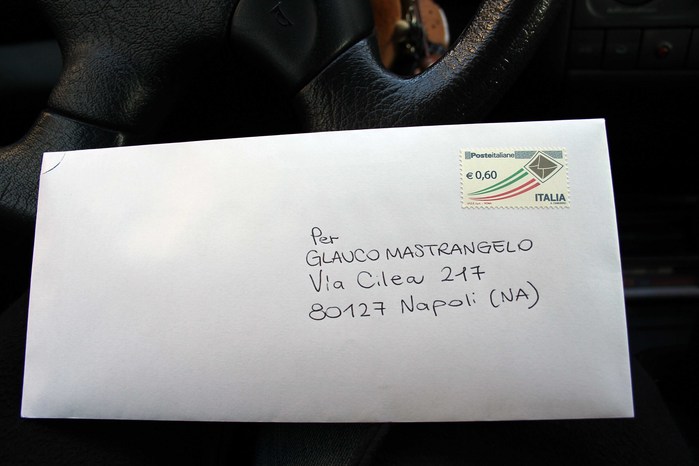 Posteitaliane
€ 0,60
ITALIA
Per
GLAUCO MASTRANGELO
Via Cilea 217
80127 Napoli (NA)